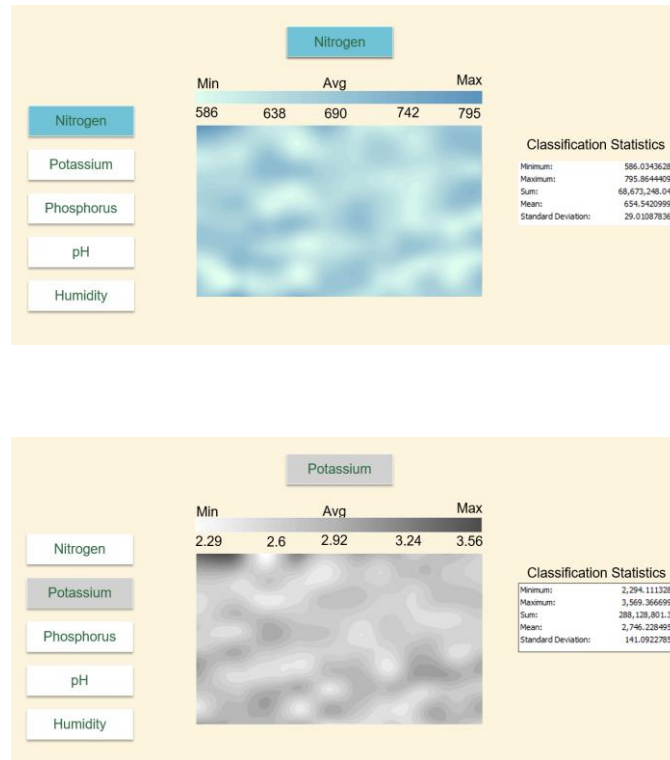 Nitrogen
Min Avg Max
586 638 690 742 795
Nitrogen
Potassium
Phosphorus
pH
Humidity
Classification Statistics
Minimum: 586.0343628
Maximum: 795.8644409
Sum: 68,673,248.04
Mean: 654.5420999
Standard Deviation: 29.01087836
Potassium
Min Avg Max
2.29 2.6 2.92 3.24 3.56
Nitrogen
Potassium
Phosphorus
pH
Humidity
Classification Statistics
Minimum: 2,294.111328
Maximum: 3,569.366699
Sum: 288,128,801.3
Mean: 2,746.228495
Standard Deviation: 141.0922785